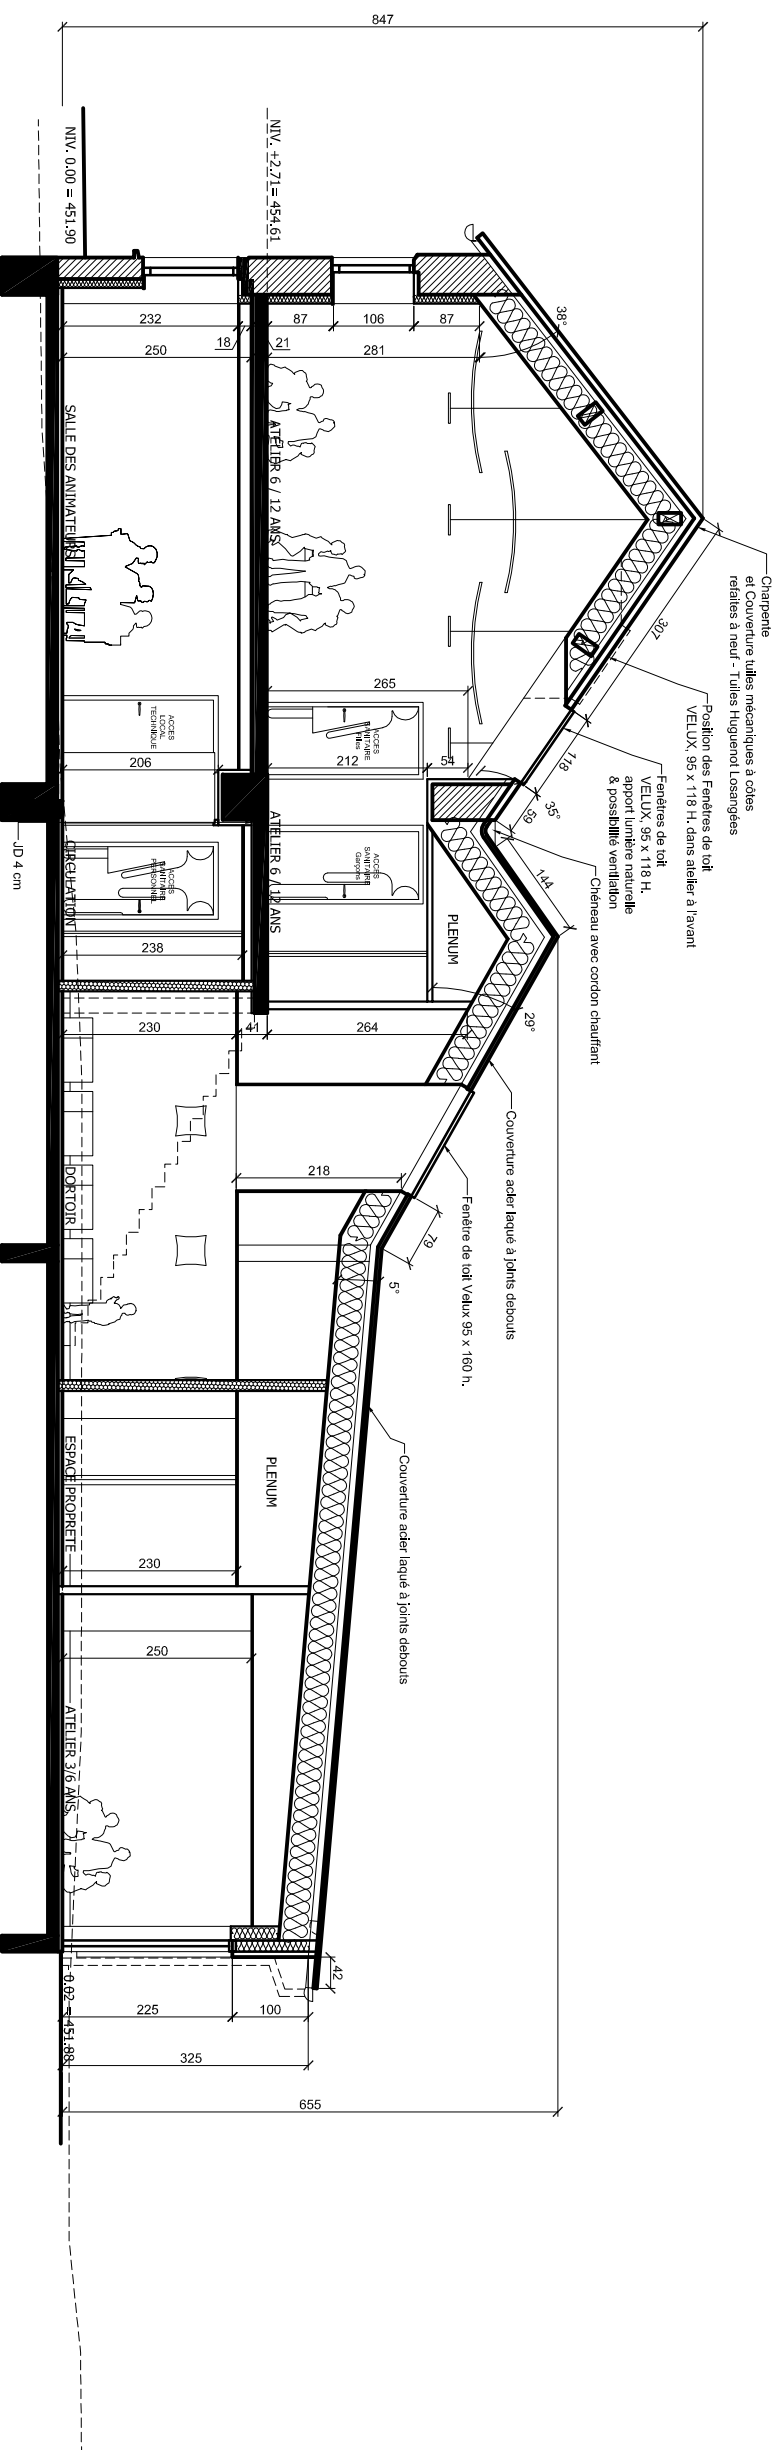 847
Charpente
et Couverture tuiles mécaniques à côtes
refaites à neuf - Tuiles Huguenot Losangées
Position des Fenêtres de toit
VELUX, 95 x 118 H. dans atelier à l'avant
Fenêtres de toit
VELUX, 95 x 118 H.
apport lumière naturelle
& possibilité ventilation
Chéneau avec cordon chauffant
Couverture acier laqué à joints debouts
Fenêtre de toit Velux 95 x 160 h.
Couverture acier laqué à joints debouts
38°
307
118
35°
59
144
29°
79
5°
NIV. +2.71= 454.61
NIV. 0.00 = 451.90
87
106
87
281
232
18
21
250
ATELIER 6 / 12 ANS
SALLE DES ANIMATEURS
265
212
54
ACCES
SANITAIRE
Filles
ACCES
SANITAIRE
Garçons
ATELIER 6 / 12 ANS
PLENUM
206
ACCES
LOCAL
TECHNIQUE
ACCES
SANITAIRE
PERSONNEL
CIRCULATION
238
230
41
264
218
DORTOIR
PLENUM
ESPACE PROPRETE
230
250
ATELIER 3/6 ANS
42
225
100
325
655
JD 4 cm